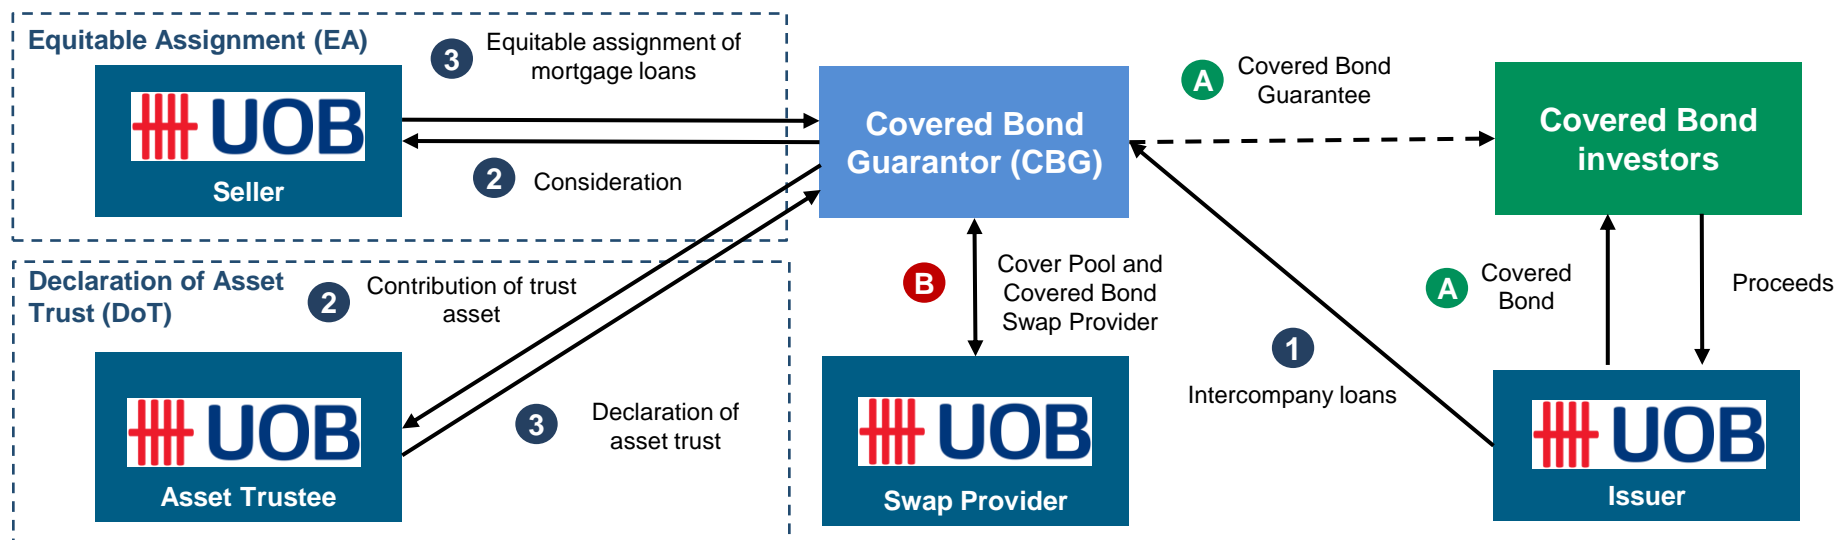 Equitable Assignment (EA)
3
Equitable assignment of
mortgage loans
UOB
Seller
2
Consideration
Covered Bond
Guarantor (CBG)
A
Covered Bond
Guarantee
Covered Bond
investors
Declaration of Asset
Trust (DoT)
2
Contribution of trust
asset
B
Cover Pool and
Covered Bond
Swap Provider
A
Covered
Bond
Proceeds
1
Intercompany loans
3
Declaration of
asset trust
UOB
Asset Trustee
UOB
Swap Provider
UOB
Issuer